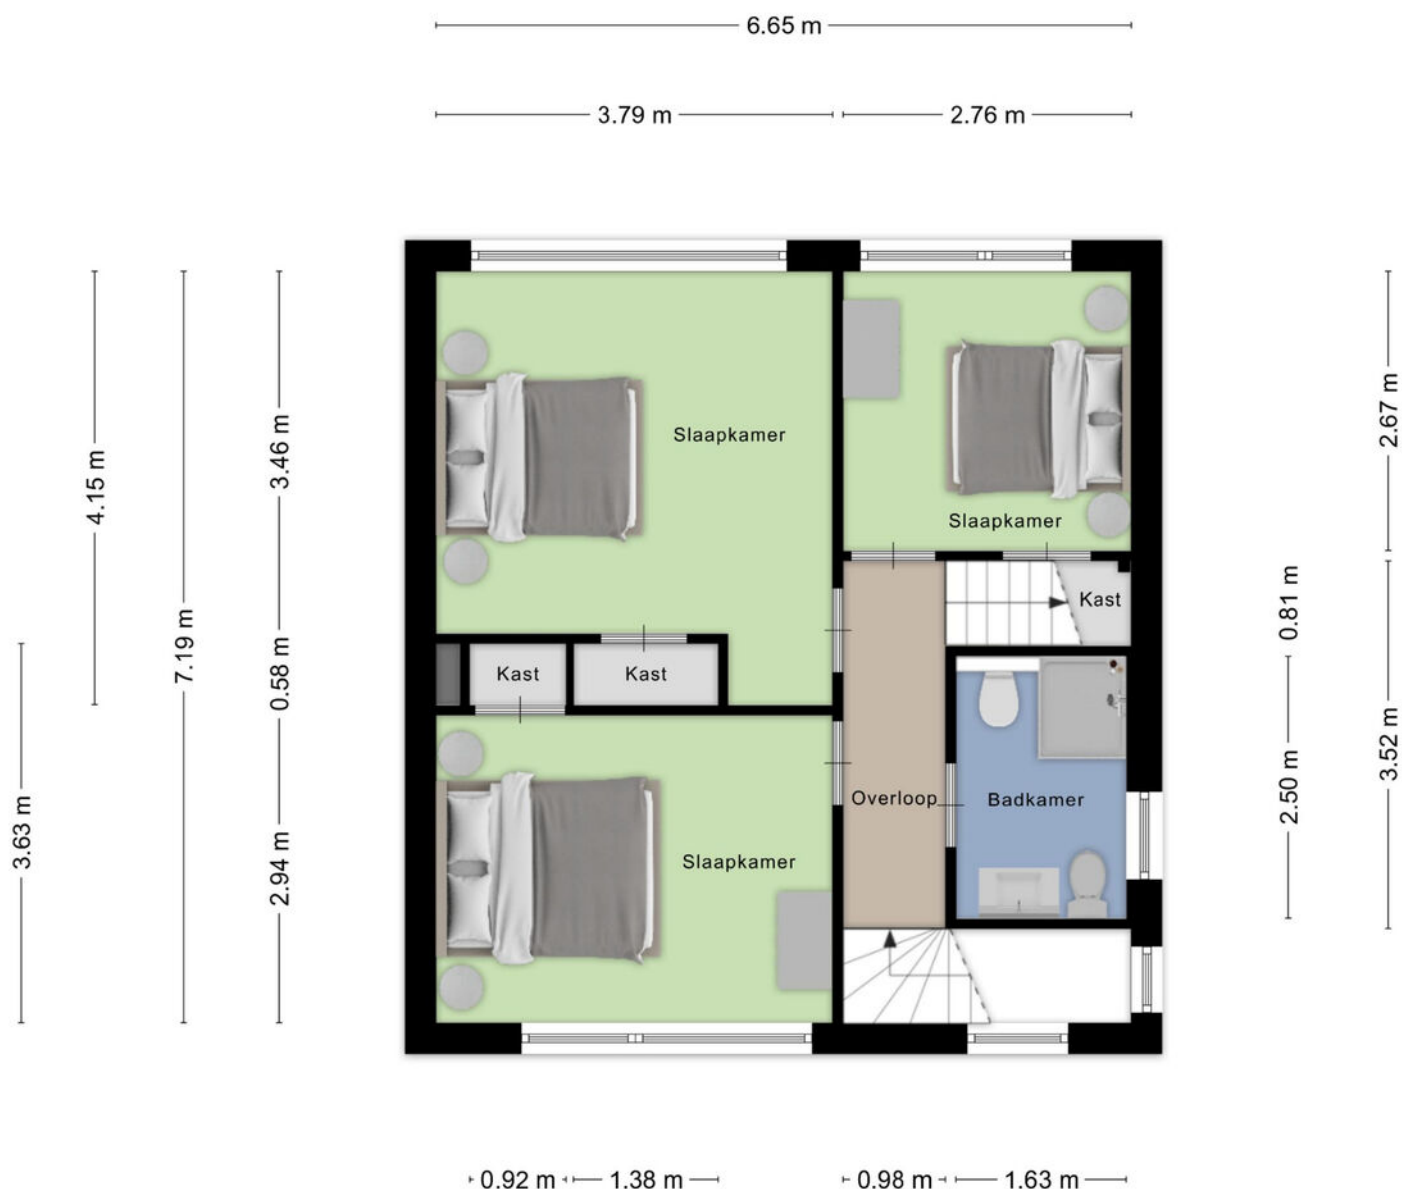 6.65 m
3.79 m
2.76 m
4.15 m
7.19 m
3.46 m
0.58 m
2.94 m
3.63 m
2.67 m
0.81 m
3.52 m
2.50 m
Slaapkamer
Slaapkamer
Kast
Kast
Kast
Overloop
Badkamer
Slaapkamer
0.92 m
1.38 m
0.98 m
1.63 m